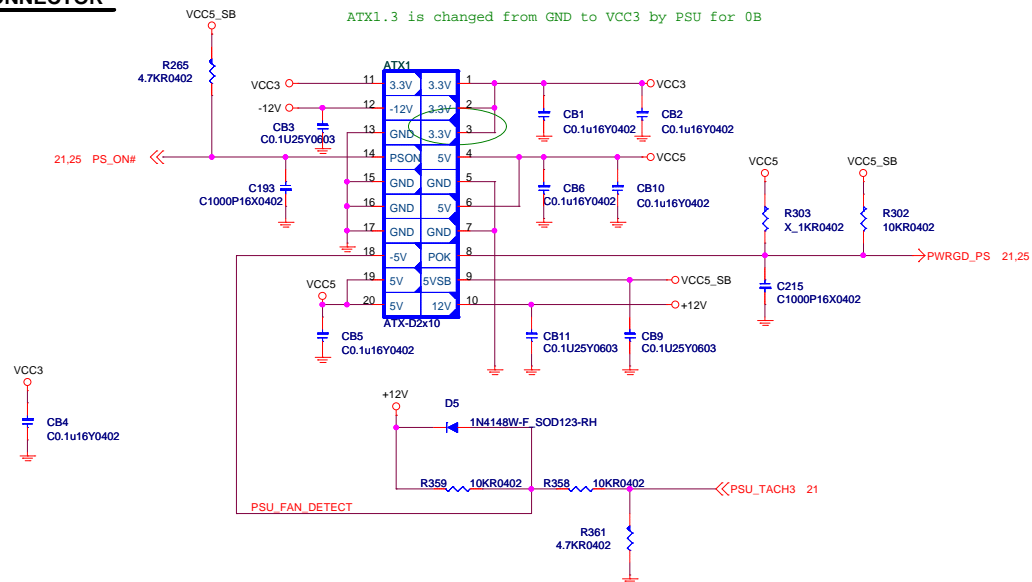 CONNECTOR
ATX1.3 is changed from GND to VCC3 by PSU for 0B
VCC5_SB
R265
4.7KR0402
ATX1
VCC3 11 3.3V 3.3V 1 VCC3
-12V 12 -12V 3.3V 2
CB3
C0.1U25Y0603
CB1
C0.1u16Y0402
CB2
C0.1u16Y0402
13 GND 3.3V 3
21,25 PS_ON# 14 PSON 5V 4 VCC5
15 GND GND 5
C193
C1000P16X0402
CB6
C0.1u16Y0402
CB10
C0.1u16Y0402
16 GND 5V 6
17 GND GND 7
VCC5
R303
X_1KR0402
VCC5_SB
R302
10KR0402
18 -5V POK 8 PWRGD_PS 21,25
19 5V 5VSB 9 VCC5_SB
C215
C1000P16X0402
VCC5
20 5V 12V 10 +12V
ATX-D2x10
CB5
C0.1u16Y0402
CB11
C0.1U25Y0603
CB9
C0.1U25Y0603
VCC3
CB4
C0.1u16Y0402
+12V
D5
1N4148W-F_SOD123-RH
R359 10KR0402 R358 10KR0402 PSU_TACH3 21
PSU_FAN_DETECT
R361
4.7KR0402